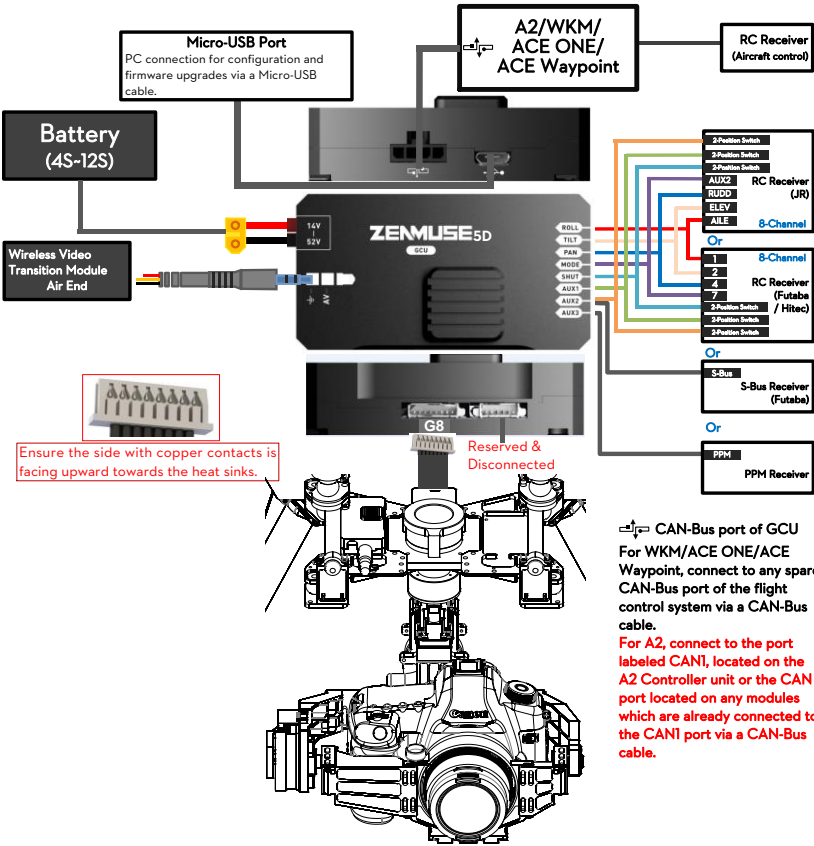 Micro-USB Port
PC connection for configuration and
firmware upgrades via a Micro-USB
cable.
A2/WKM/
ACE ONE/
ACE Waypoint
RC Receiver
(Aircraft control)
Battery
(4S~12S)
14V
52V
ZENMUSE 5D
GCU
Wireless Video
Transition Module
Air End
AV
ROLL
TILT
PAN
MODE
SHUT
AUX1
AUX2
AUX3
2-Position Switch
2-Position Switch
2-Position Switch
AUX2
RUDD
ELEV
AILE
RC Receiver
(JR)
8-Channel
Or
8-Channel
1
2
4
7
RC Receiver
(Futaba
/ Hitec)
2-Position Switch
2-Position Switch
2-Position Switch
Or
S-Bus
S-Bus Receiver
(Futaba)
Or
PPM
PPM Receiver
G8
Reserved &
Disconnected
Ensure the side with copper contacts is
facing upward towards the heat sinks.
Canon
CAN-Bus port of GCU
For WKM/ACE ONE/ACE
Waypoint, connect to any spare
CAN-Bus port of the flight
control system via a CAN-Bus
cable.
For A2, connect to the port
labeled CAN1, located on the
A2 Controller unit or the CAN
port located on any modules
which are already connected to
the CAN1 port via a CAN-Bus
cable.